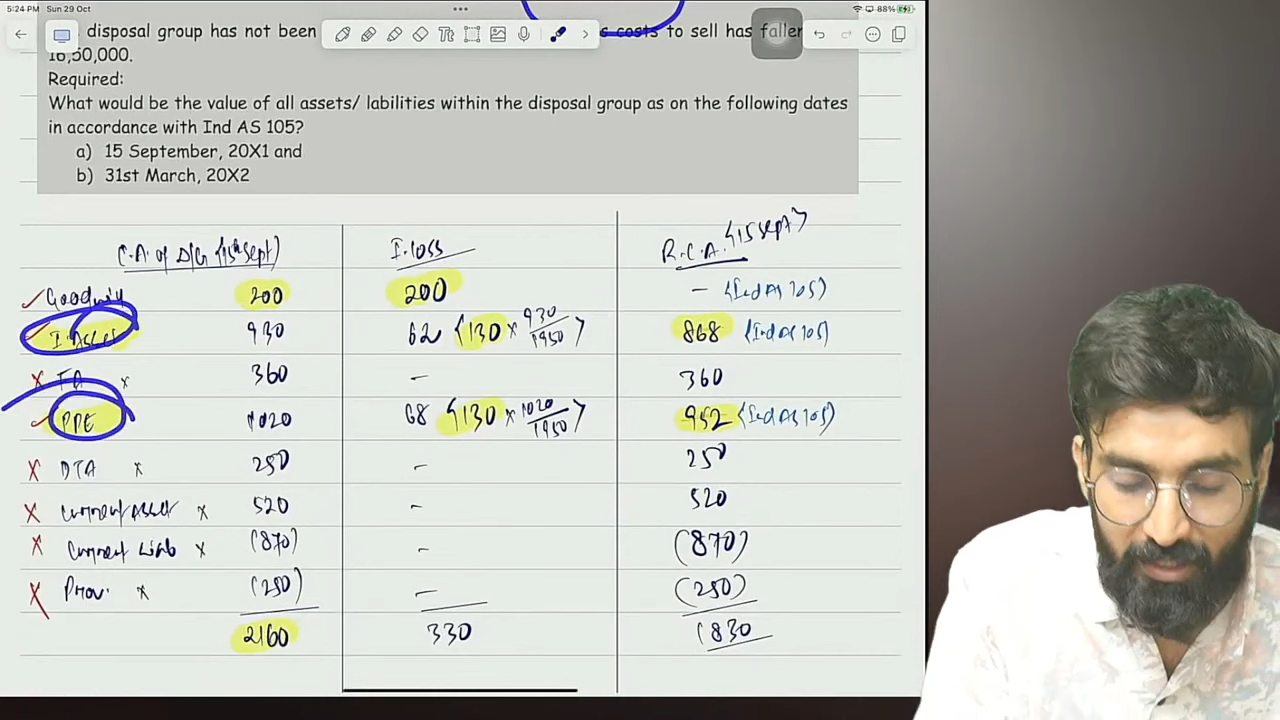 5:24 PM Sun 29 Oct
88%
disposal group has not been
s costs to sell has faller
16,50,000.
Required:
What would be the value of all assets/ labilities within the disposal group as on the following dates
in accordance with Ind AS 105?
a) 15 September, 20X1 and
b) 31st March, 20X2
C.A. of D/G {15th Sept} I.loss R.C.A. {15 Sept}
Goodwill 200 200 - {Ind AS 105}
I.Asset 930 62 {130 x 930/1950} 868 {Ind AS 105}
x FA x 360 - 360
PPE 1020 68 {130 x 1020/1950} 952 {Ind AS 105}
x DTA x 250 - 250
x Current Asset x 520 - 520
x Current Liab x (870) - (870)
x Prov. x (250) - (250)
2160 330 1830